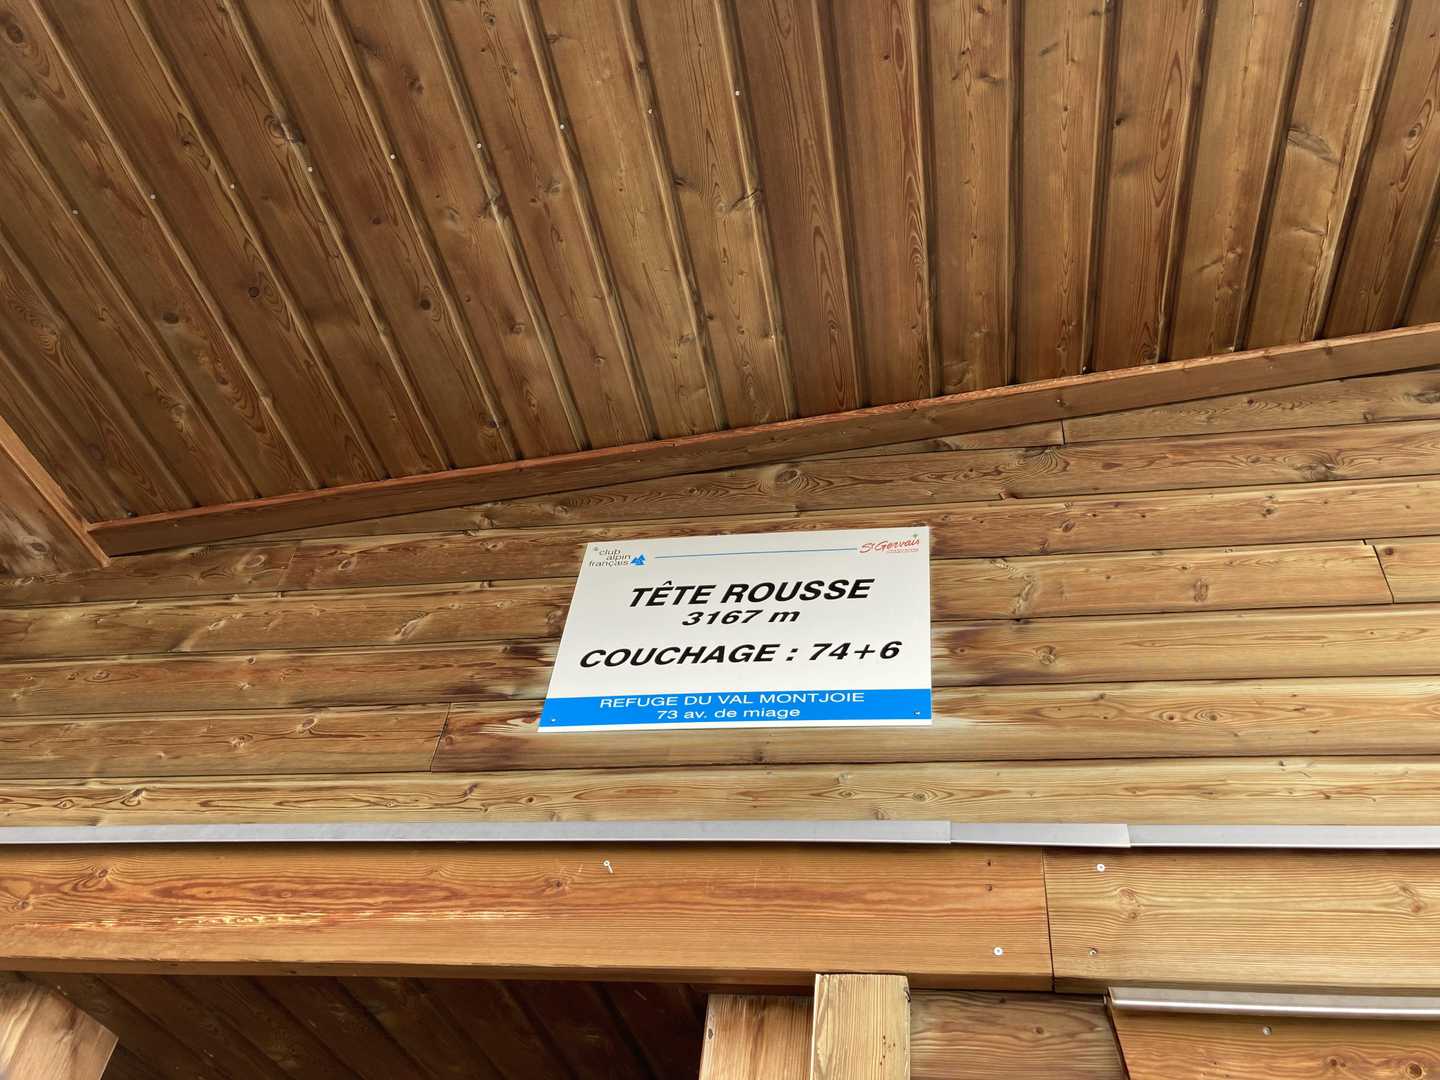 club
alpin
français
St Gervais
TÊTE ROUSSE
3167 m
COUCHAGE : 74+6
REFUGE DU VAL MONTJOIE
73 av. de miage